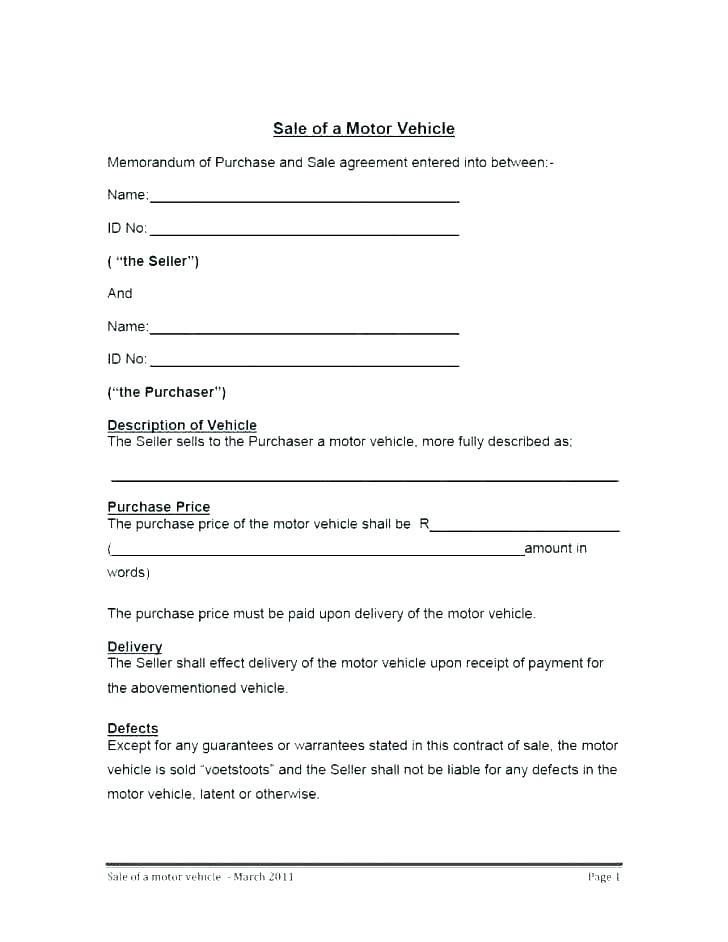 Sale of a Motor Vehicle
Memorandum of Purchase and Sale agreement entered into between:-
Name:
ID No:
( “the Seller”)
And
Name:
ID No:
(“the Purchaser”)
Description of Vehicle
The Seller sells to the Purchaser a motor vehicle, more fully described as;
Purchase Price
The purchase price of the motor vehicle shall be R
( amount in
words)
The purchase price must be paid upon delivery of the motor vehicle.
Delivery
The Seller shall effect delivery of the motor vehicle upon receipt of payment for
the abovementioned vehicle.
Defects
Except for any guarantees or warrantees stated in this contract of sale, the motor
vehicle is sold “voetstoots” and the Seller shall not be liable for any defects in the
motor vehicle, latent or otherwise.
Sale of a motor vehicle - March 2011 Page 1